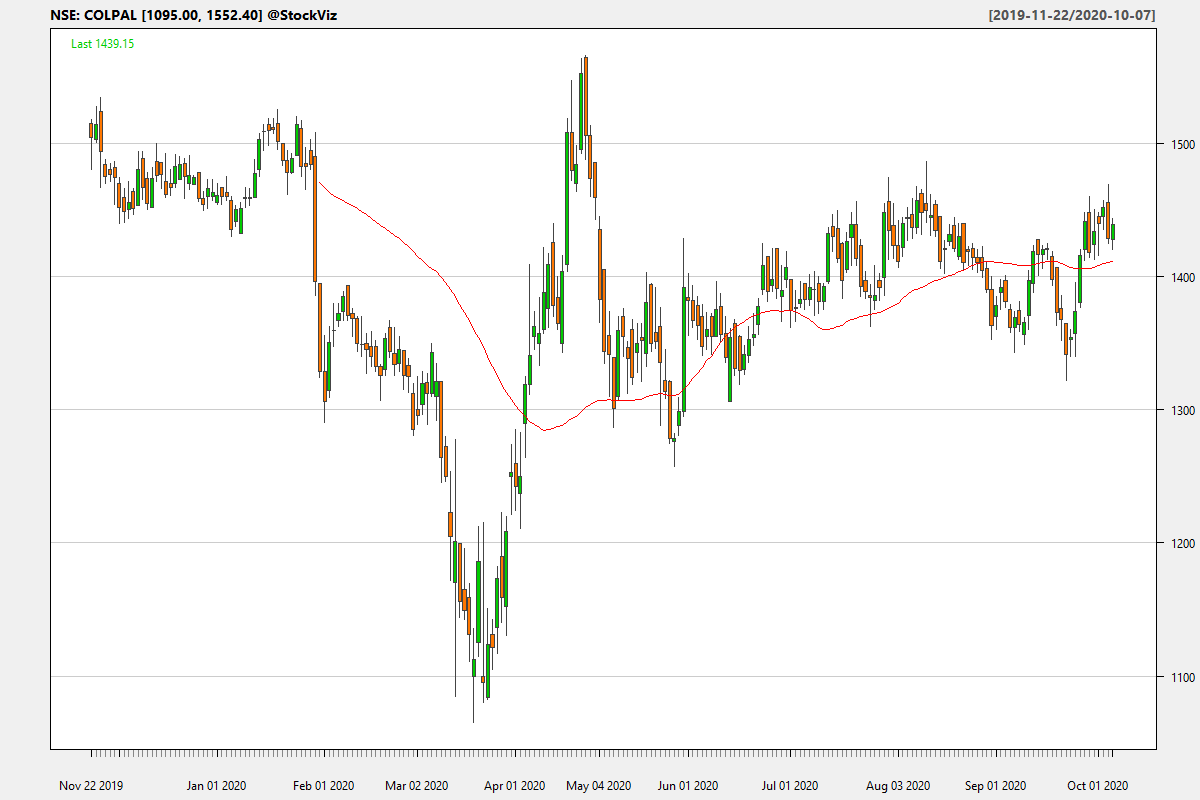 NSE: COLPAL [1095.00, 1552.40] @StockViz
[2019-11-22/2020-10-07]
Last 1439.15
1500
1400
1300
1200
1100
Nov 22 2019 Jan 01 2020 Feb 01 2020 Mar 02 2020 Apr 01 2020 May 04 2020 Jun 01 2020 Jul 01 2020 Aug 03 2020 Sep 01 2020 Oct 01 2020